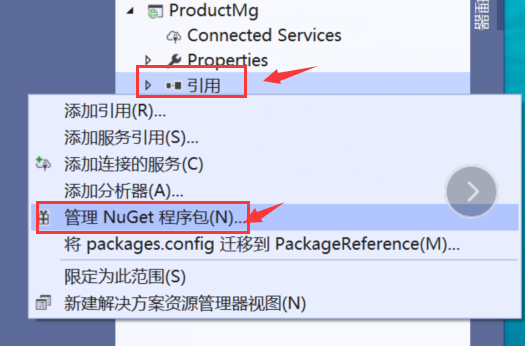 ProductMg
Connected Services
Properties
引用
添加引用(R)...
添加服务引用(S)...
添加连接的服务(C)
添加分析器(A)...
管理 NuGet 程序包(N)...
将 packages.config 迁移到 PackageReference(M)...
限定为此范围(S)
新建解决方案资源管理器视图(N)
理器